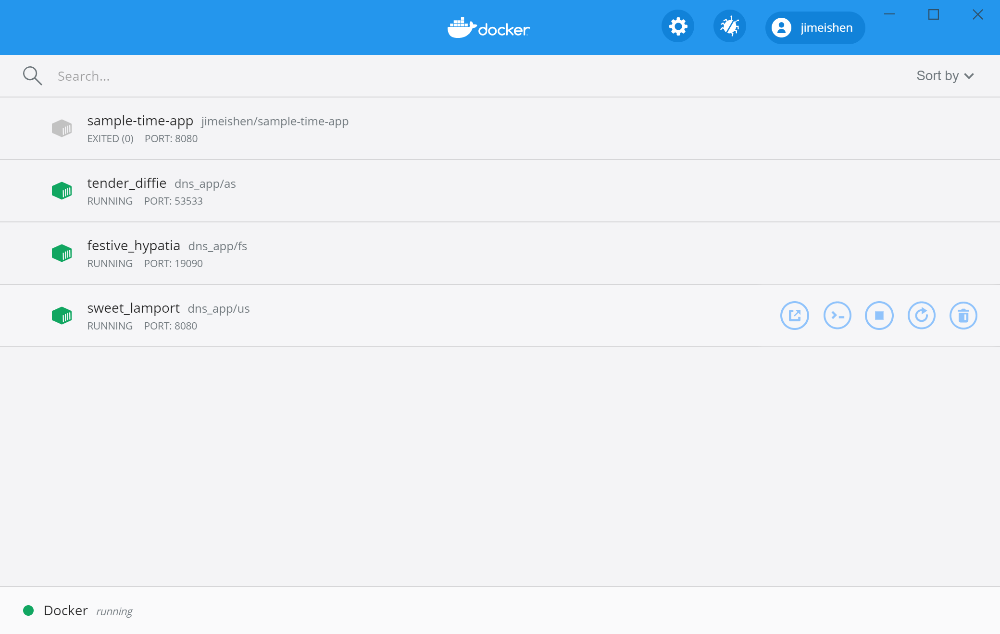 docker
jimeishen
Search...
Sort by
sample-time-app jimeishen/sample-time-app
EXITED (0) PORT: 8080
tender_diffie dns_app/as
RUNNING PORT: 53533
festive_hypatia dns_app/fs
RUNNING PORT: 19090
sweet_lamport dns_app/us
RUNNING PORT: 8080
Docker running